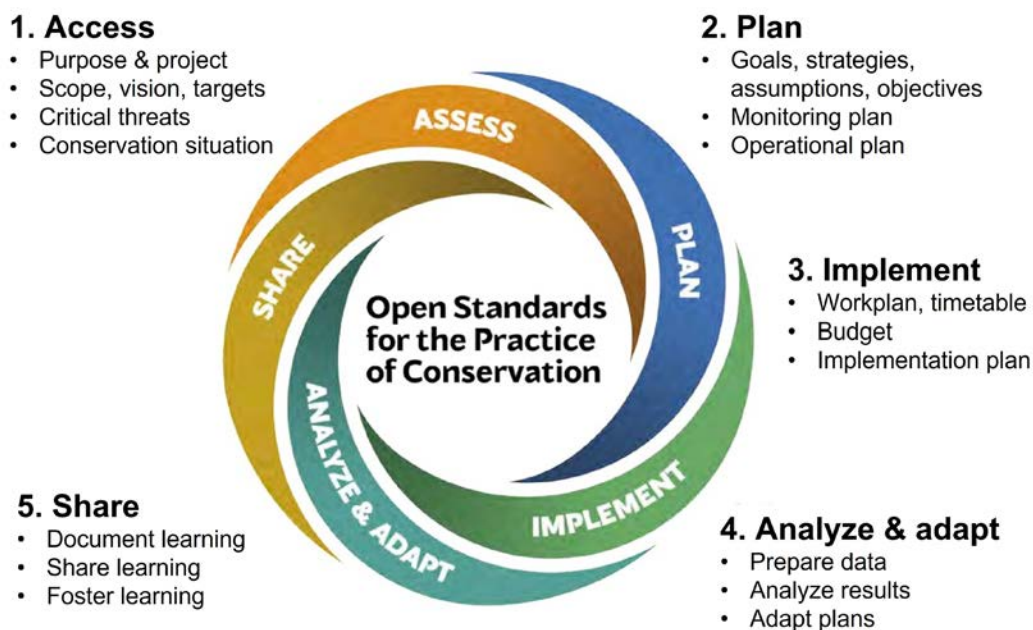 1. Access
• Purpose & project
• Scope, vision, targets
• Critical threats
• Conservation situation
2. Plan
• Goals, strategies,
assumptions, objectives
• Monitoring plan
• Operational plan
ASSESS
PLAN
SHARE
Open Standards
for the Practice
of Conservation
3. Implement
• Workplan, timetable
• Budget
• Implementation plan
ANALYZE & ADAPT
IMPLEMENT
5. Share
• Document learning
• Share learning
• Foster learning
4. Analyze & adapt
• Prepare data
• Analyze results
• Adapt plans